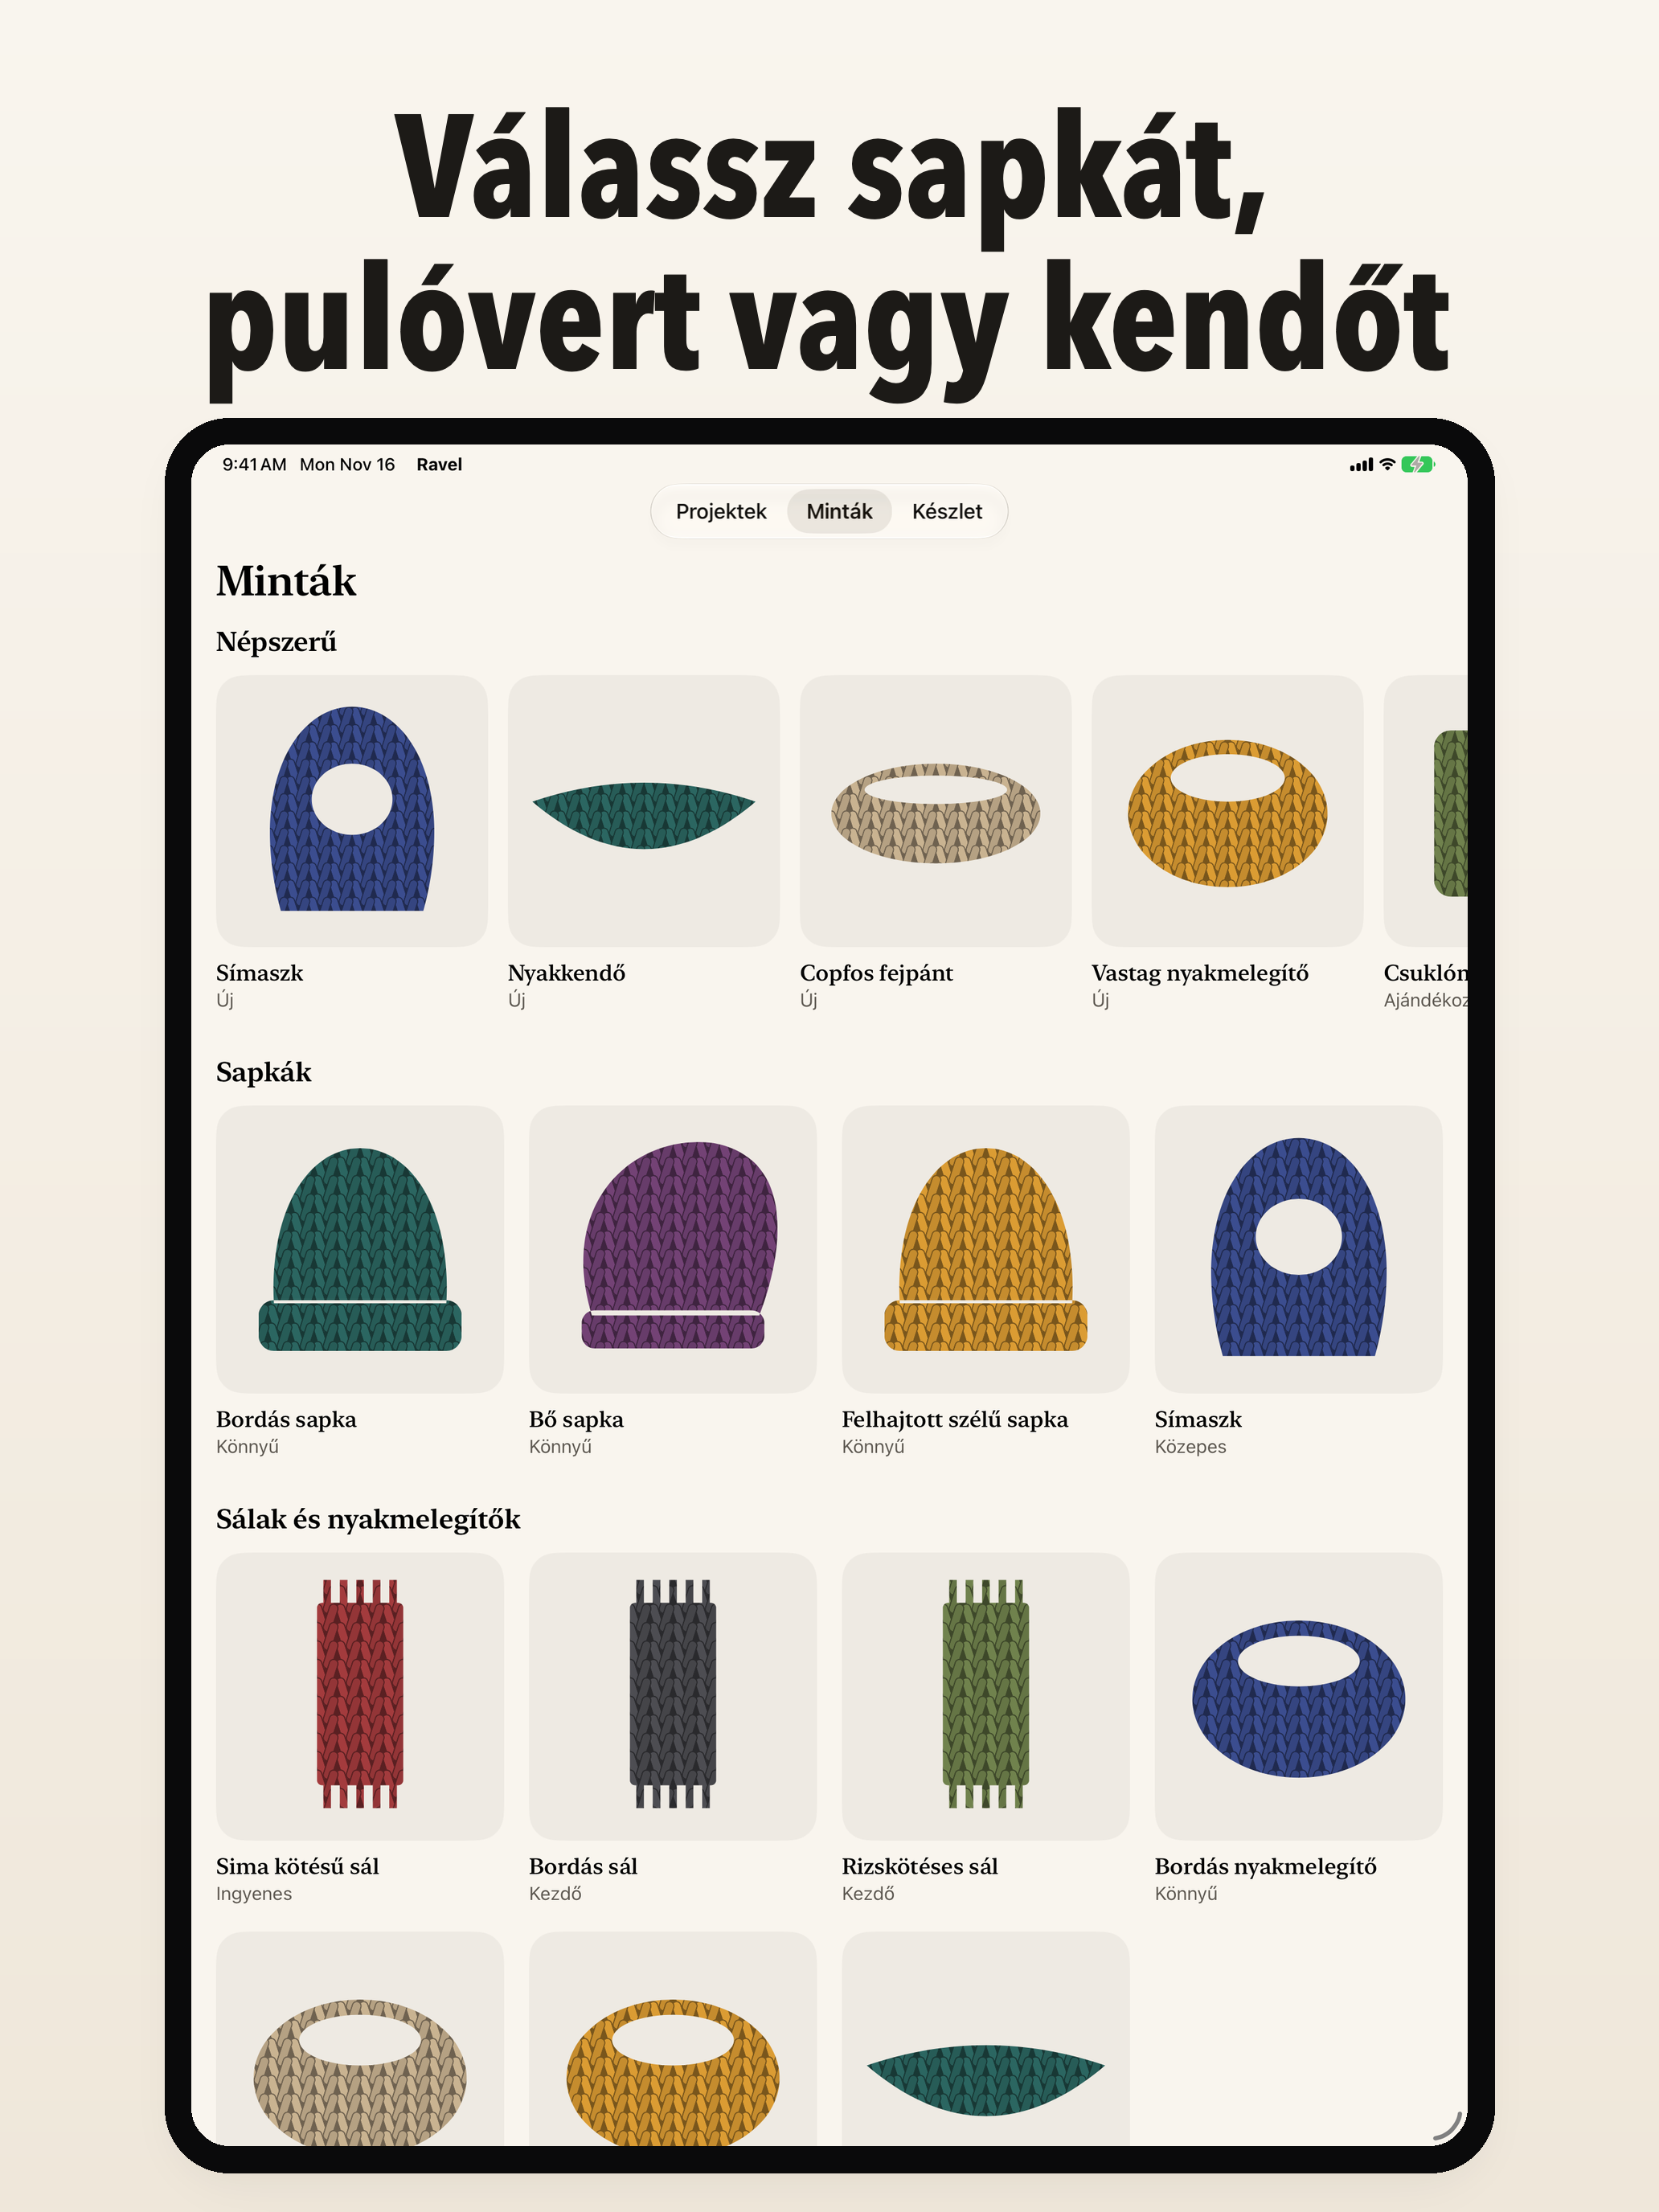 Válassz sapkát,
pulóvert vagy kendőt
9:41 AM Mon Nov 16 Ravel
Projektek Minták Készlet
Minták
Népszerű
Símaszk
Új
Nyakkendő
Új
Copfos fejpánt
Új
Vastag nyakmelegítő
Új
Sapkák
Bordás sapka
Könnyű
Bő sapka
Könnyű
Felhajtott szélű sapka
Könnyű
Símaszk
Közepes
Sálak és nyakmelegítők
Sima kötésű sál
Ingyenes
Bordás sál
Kezdő
Rizskötéses sál
Kezdő
Bordás nyakmelegítő
Könnyű